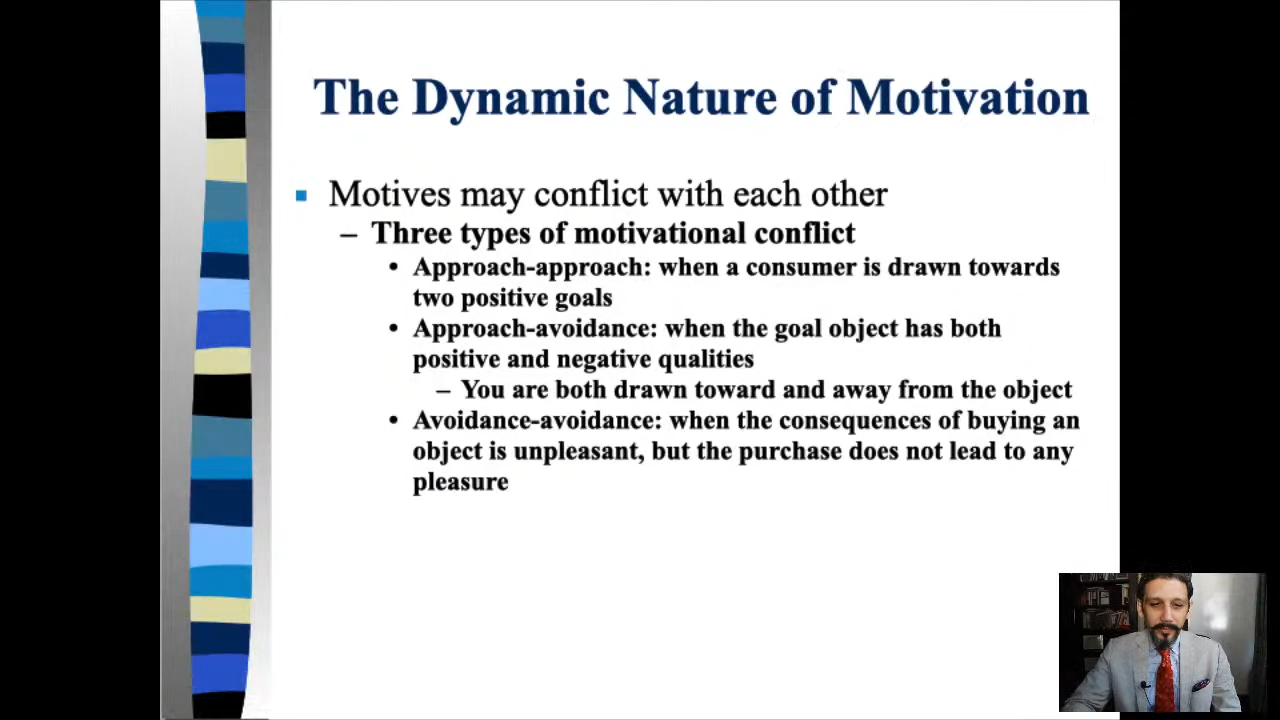 The Dynamic Nature of Motivation
▪ Motives may conflict with each other
– Three types of motivational conflict
• Approach-approach: when a consumer is drawn towards
two positive goals
• Approach-avoidance: when the goal object has both
positive and negative qualities
– You are both drawn toward and away from the object
• Avoidance-avoidance: when the consequences of buying an
object is unpleasant, but the purchase does not lead to any
pleasure